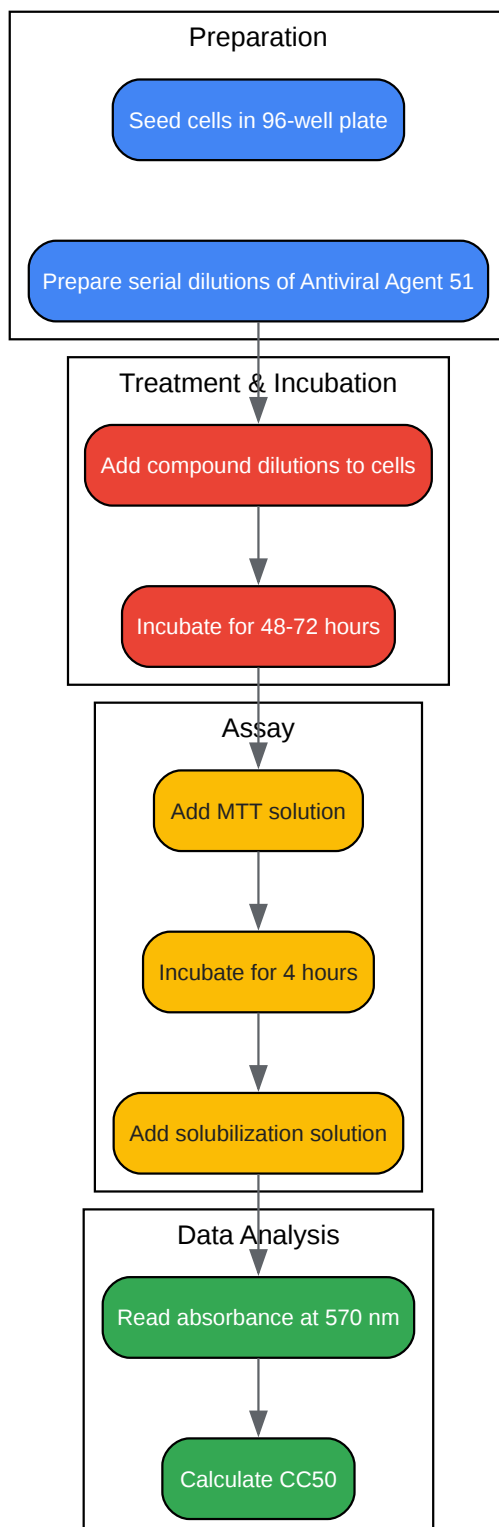 Preparation
Seed cells in 96-well plate
Prepare serial dilutions of Antiviral Agent 51
Treatment & Incubation
Add compound dilutions to cells
Incubate for 48-72 hours
Assay
Add MTT solution
Incubate for 4 hours
Add solubilization solution
Data Analysis
Read absorbance at 570 nm
Calculate CC50